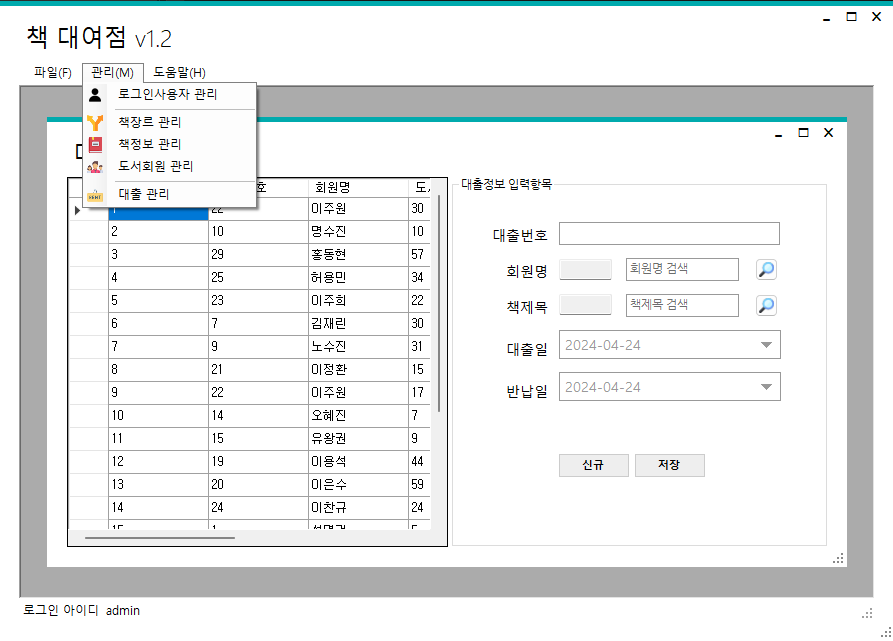 책 대여점 v1.2
파일(F) 관리(M) 도움말(H)
로그인사용자 관리
책장르 관리
책정보 관리
도서회원 관리
RENT 대출 관리
호 회원명
1 22 이주원 30
2 10 명수진 10
3 29 홍동현 57
4 25 허용민 34
5 23 이주희 22
6 7 김재린 30
7 9 노수진 31
8 21 이정환 15
9 22 이주원 17
10 14 오혜진 7
11 15 유왕권 9
12 19 이용석 44
13 20 이은수 59
14 24 이찬규 24
대출정보 입력항목
대출번호
회원명 회원명 검색
책제목 책제목 검색
대출일 2024-04-24
반납일 2024-04-24
신규 저장
로그인 아이디 admin